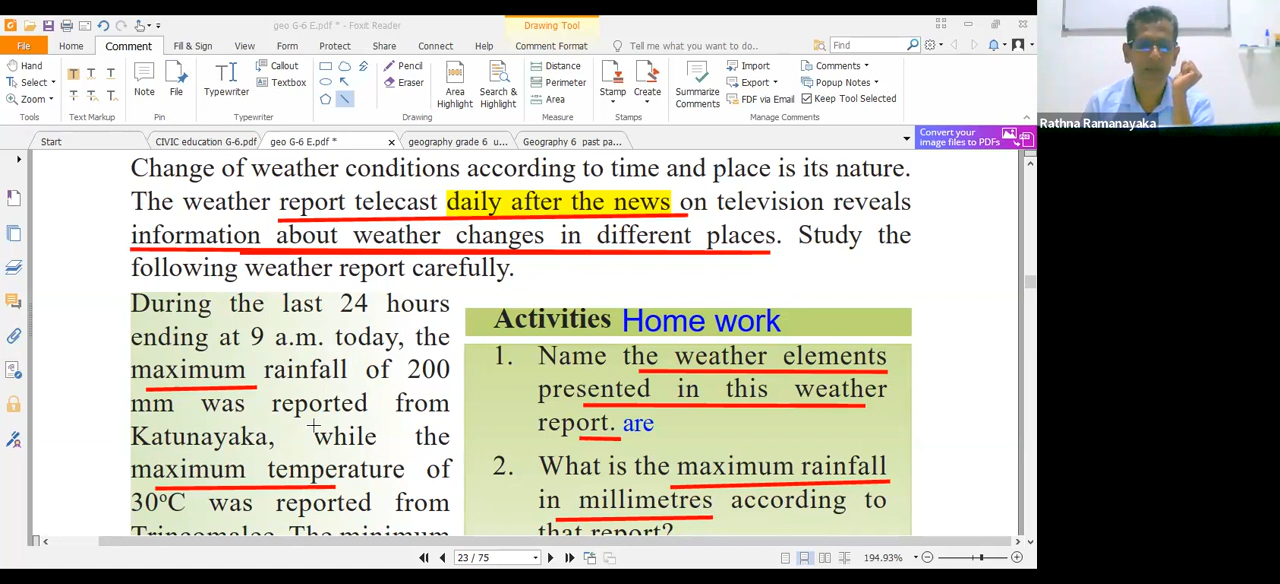 geo G-6 E.pdf * - Foxit Reader
Drawing Tool
File Home Comment Fill & Sign View Form Protect Share Connect Help Comment Format Tell me what you want to do.. Find
Hand
Select
Zoom
Tools
Text Markup
Note
File
Pin
Typewriter
Callout
Textbox
Typewriter
Pencil
Eraser
Drawing
Area Highlight
Search & Highlight
Distance
Perimeter
Area
Measure
Stamp
Create
Summarize Comments
Import
Export
FDF via Email
Comments
Popup Notes
Keep Tool Selected
Manage Comments
Rathna Ramanayaka
Start CIVIC education G-6.pdf geo G-6 E.pdf * geography grade 6 u... Geography 6 past pa...
Convert your
image files to PDFs
Change of weather conditions according to time and place is its nature.
The weather report telecast daily after the news on television reveals
information about weather changes in different places. Study the
following weather report carefully.
During the last 24 hours
ending at 9 a.m. today, the
maximum rainfall of 200
mm was reported from
Katunayaka, while the
maximum temperature of
30°C was reported from
Trincomalee. The minimum
Activities Home work
1. Name the weather elements
presented in this weather
report. are
2. What is the maximum rainfall
in millimetres according to
that report?
23 / 75
194.93%